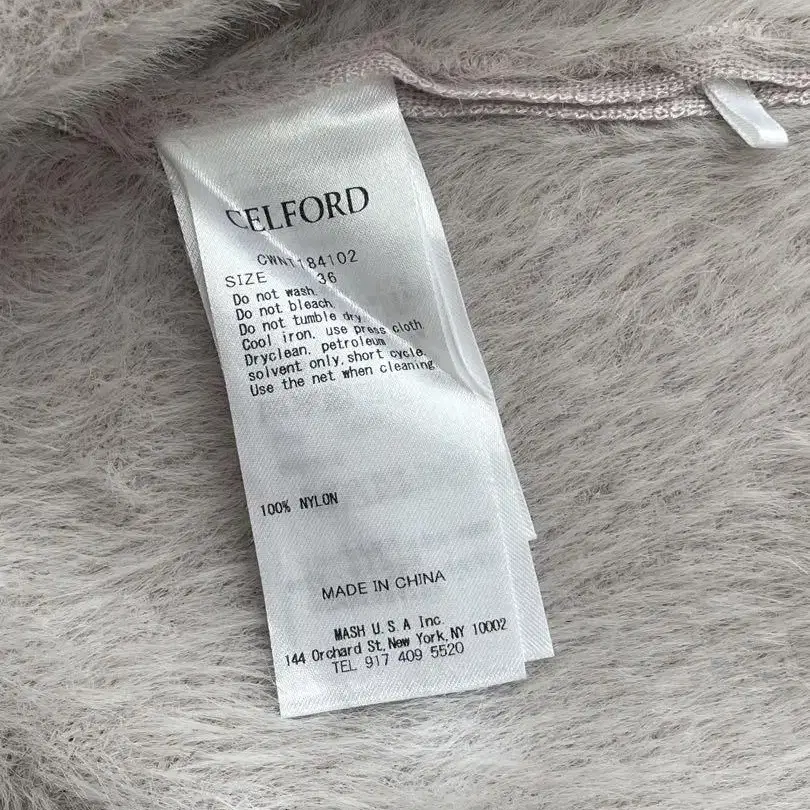 CELFORD
CWNT184102
SIZE 36
Do not wash.
Do not bleach.
Do not tumble dry.
Cool iron, use press cloth.
Dryclean, petroleum
solvent only, short cycle.
Use the net when cleaning.
100% NYLON
MADE IN CHINA
MASH U.S.A Inc.
144 Orchard St, New York, NY 10002
TEL 917 409 5520